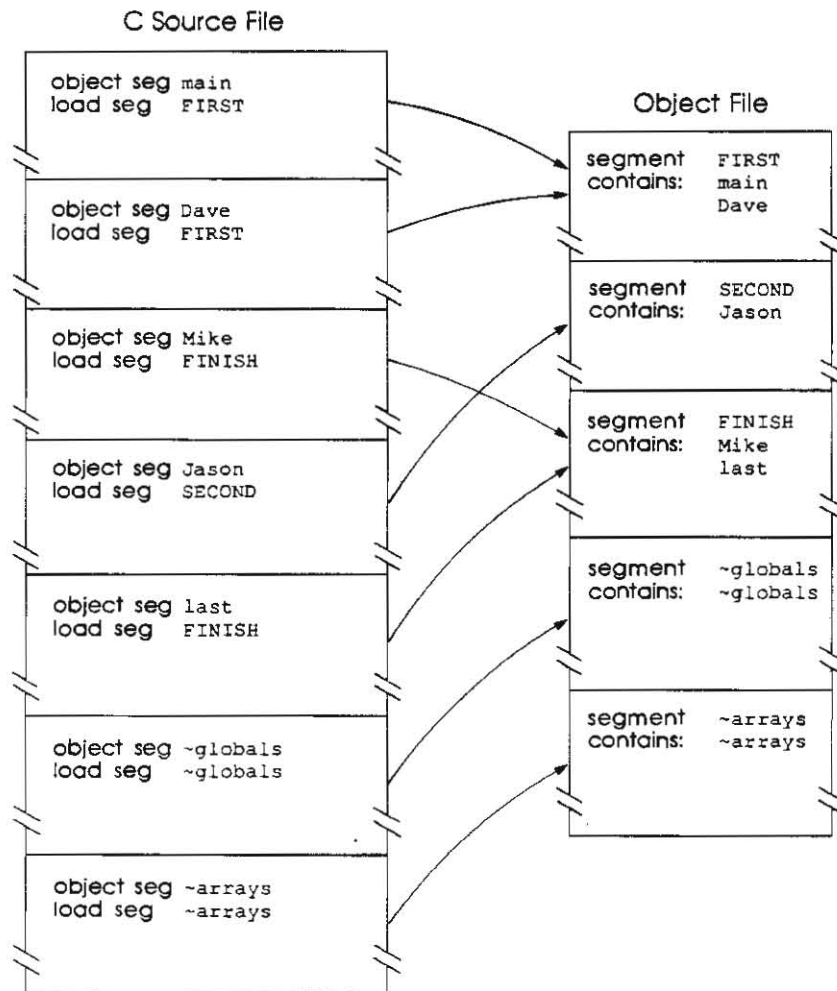 C Source File
object seg main
load seg FIRST
object seg Dave
load seg FIRST
object seg Mike
load seg FINISH
object seg Jason
load seg SECOND
object seg last
load seg FINISH
object seg ~globals
load seg ~globals
object seg ~arrays
load seg ~arrays
Object File
segment FIRST
contains: main
Dave
segment SECOND
contains: Jason
segment FINISH
contains: Mike
last
segment ~globals
contains: ~globals
segment ~arrays
contains: ~arrays